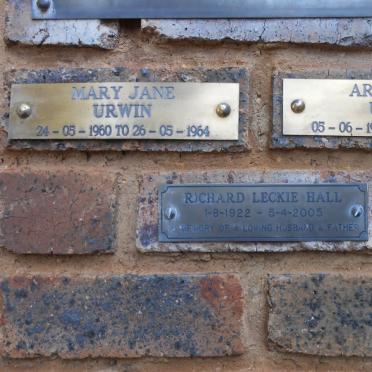 MARY JANE
URWIN
24 - 05 - 1960 TO 26 - 05 - 1964
AR
05 - 06 - 19
RICHARD LECKIE HALL
1-8-1922 - 5-4-2005
MEMORY OF A LOVING HUSBAND & FATHER